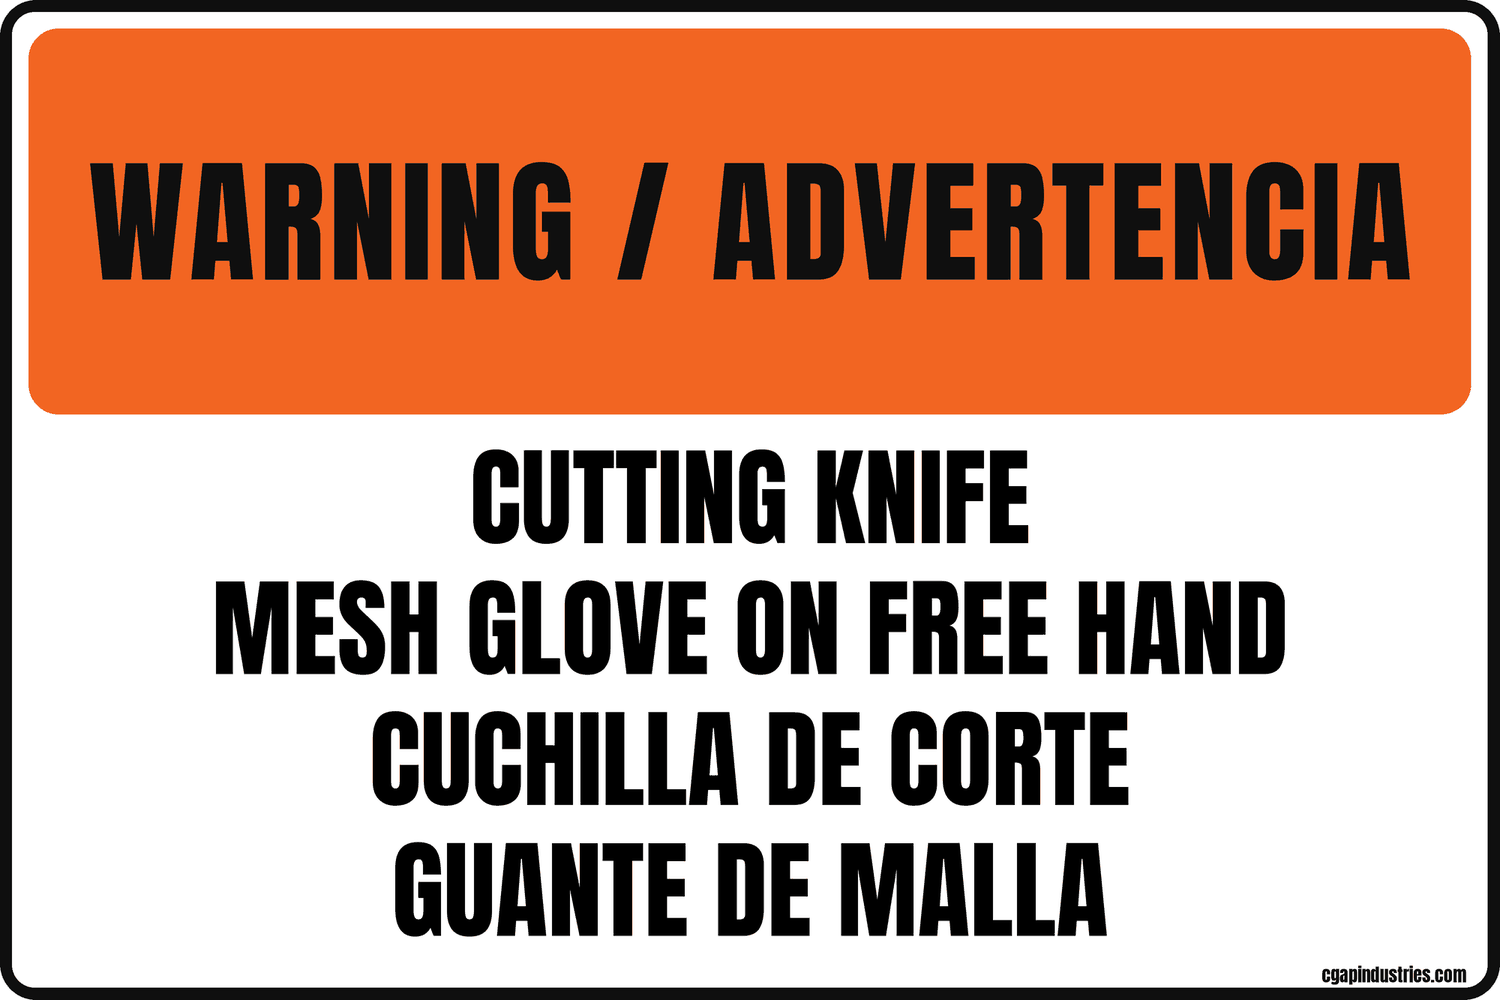 WARNING / ADVERTENCIA
CUTTING KNIFE
MESH GLOVE ON FREE HAND
CUCHILLA DE CORTE
GUANTE DE MALLA
cgapindustries.com